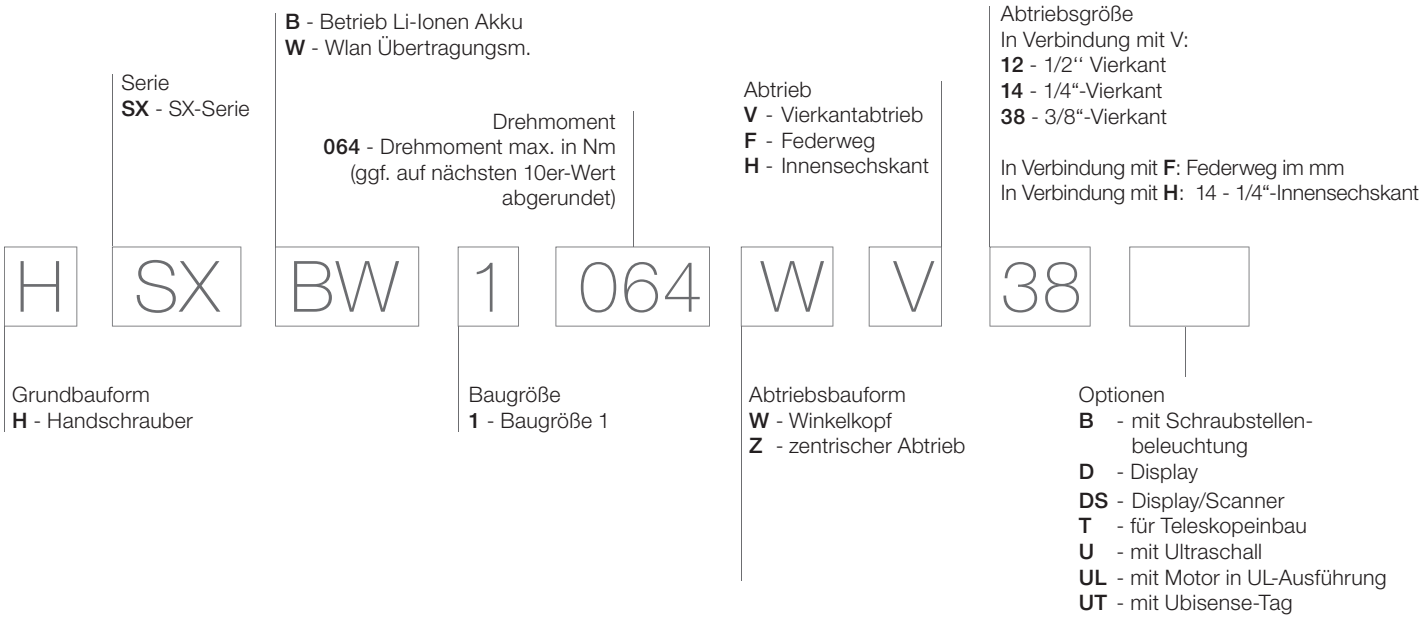 B - Betrieb Li-Ionen Akku
W - Wlan Übertragungsm.
Serie
SX - SX-Serie
Drehmoment
064 - Drehmoment max. in Nm
(ggf. auf nächsten 10er-Wert
abgerundet)
Abtrieb
V - Vierkantabtrieb
F - Federweg
H - Innensechskant
Abtriebsgröße
In Verbindung mit V:
12 - 1/2‘‘ Vierkant
14 - 1/4“-Vierkant
38 - 3/8“-Vierkant
In Verbindung mit F: Federweg im mm
In Verbindung mit H: 14 - 1/4“-Innensechskant
H SX BW 1 064 W V 38
Grundbauform
H - Handschrauber
Baugröße
1 - Baugröße 1
Abtriebsbauform
W - Winkelkopf
Z - zentrischer Abtrieb
Optionen
B - mit Schraubstellen-
beleuchtung
D - Display
DS - Display/Scanner
T - für Teleskopeinbau
U - mit Ultraschall
UL - mit Motor in UL-Ausführung
UT - mit Ubisense-Tag